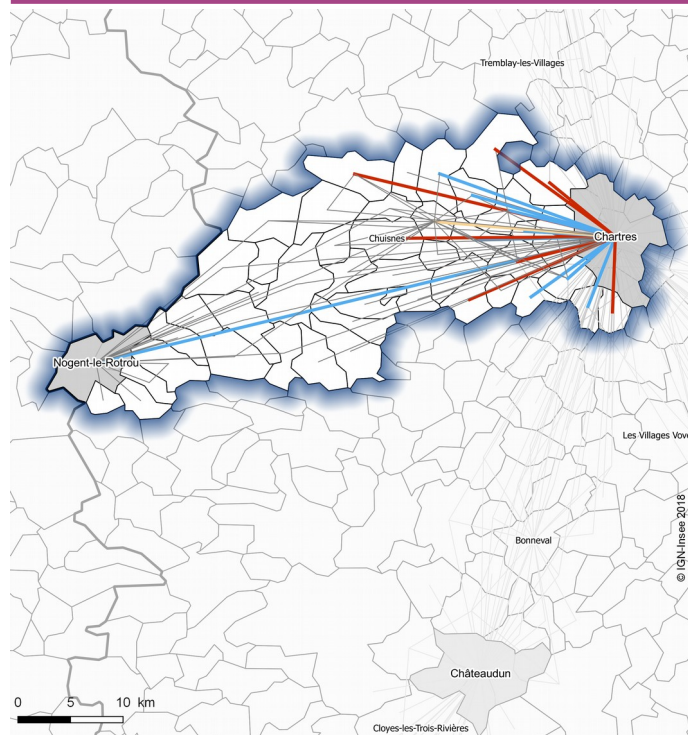 Tremblay-les-Villages
Chuisnes
Chartres
Nogent-le-Rotrou
Les Villages Vove
Bonneval
© IGN-Insee 2018
Châteaudun
0 5 10 km
Cloyes-les-Trois-Rivières